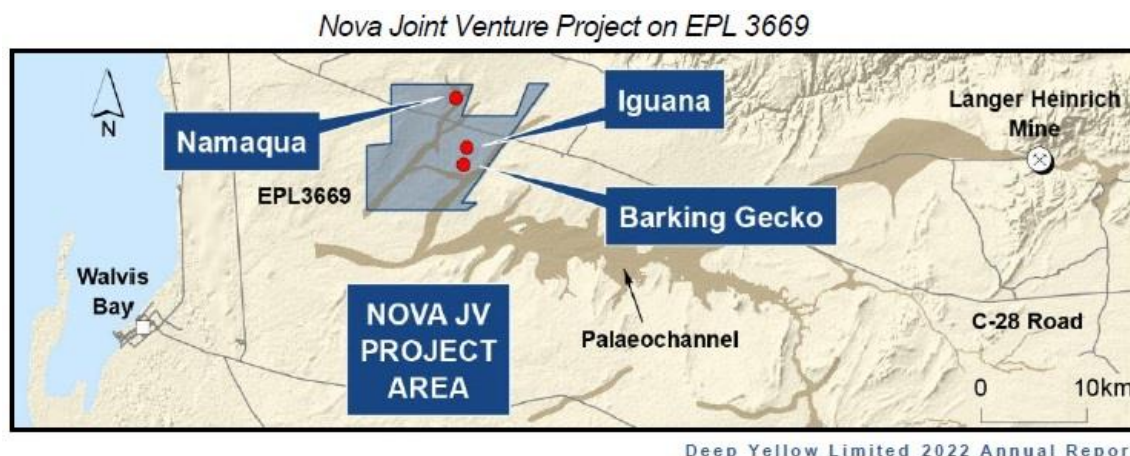 Nova Joint Venture Project on EPL 3669
N
Namaqua
Iguana
Langer Heinrich
Mine
EPL3669
Barking Gecko
Walvis
Bay
NOVA JV
PROJECT
AREA
Palaeochannel
C-28 Road
0 10km
Deep Yellow Limited 2022 Annual Repor